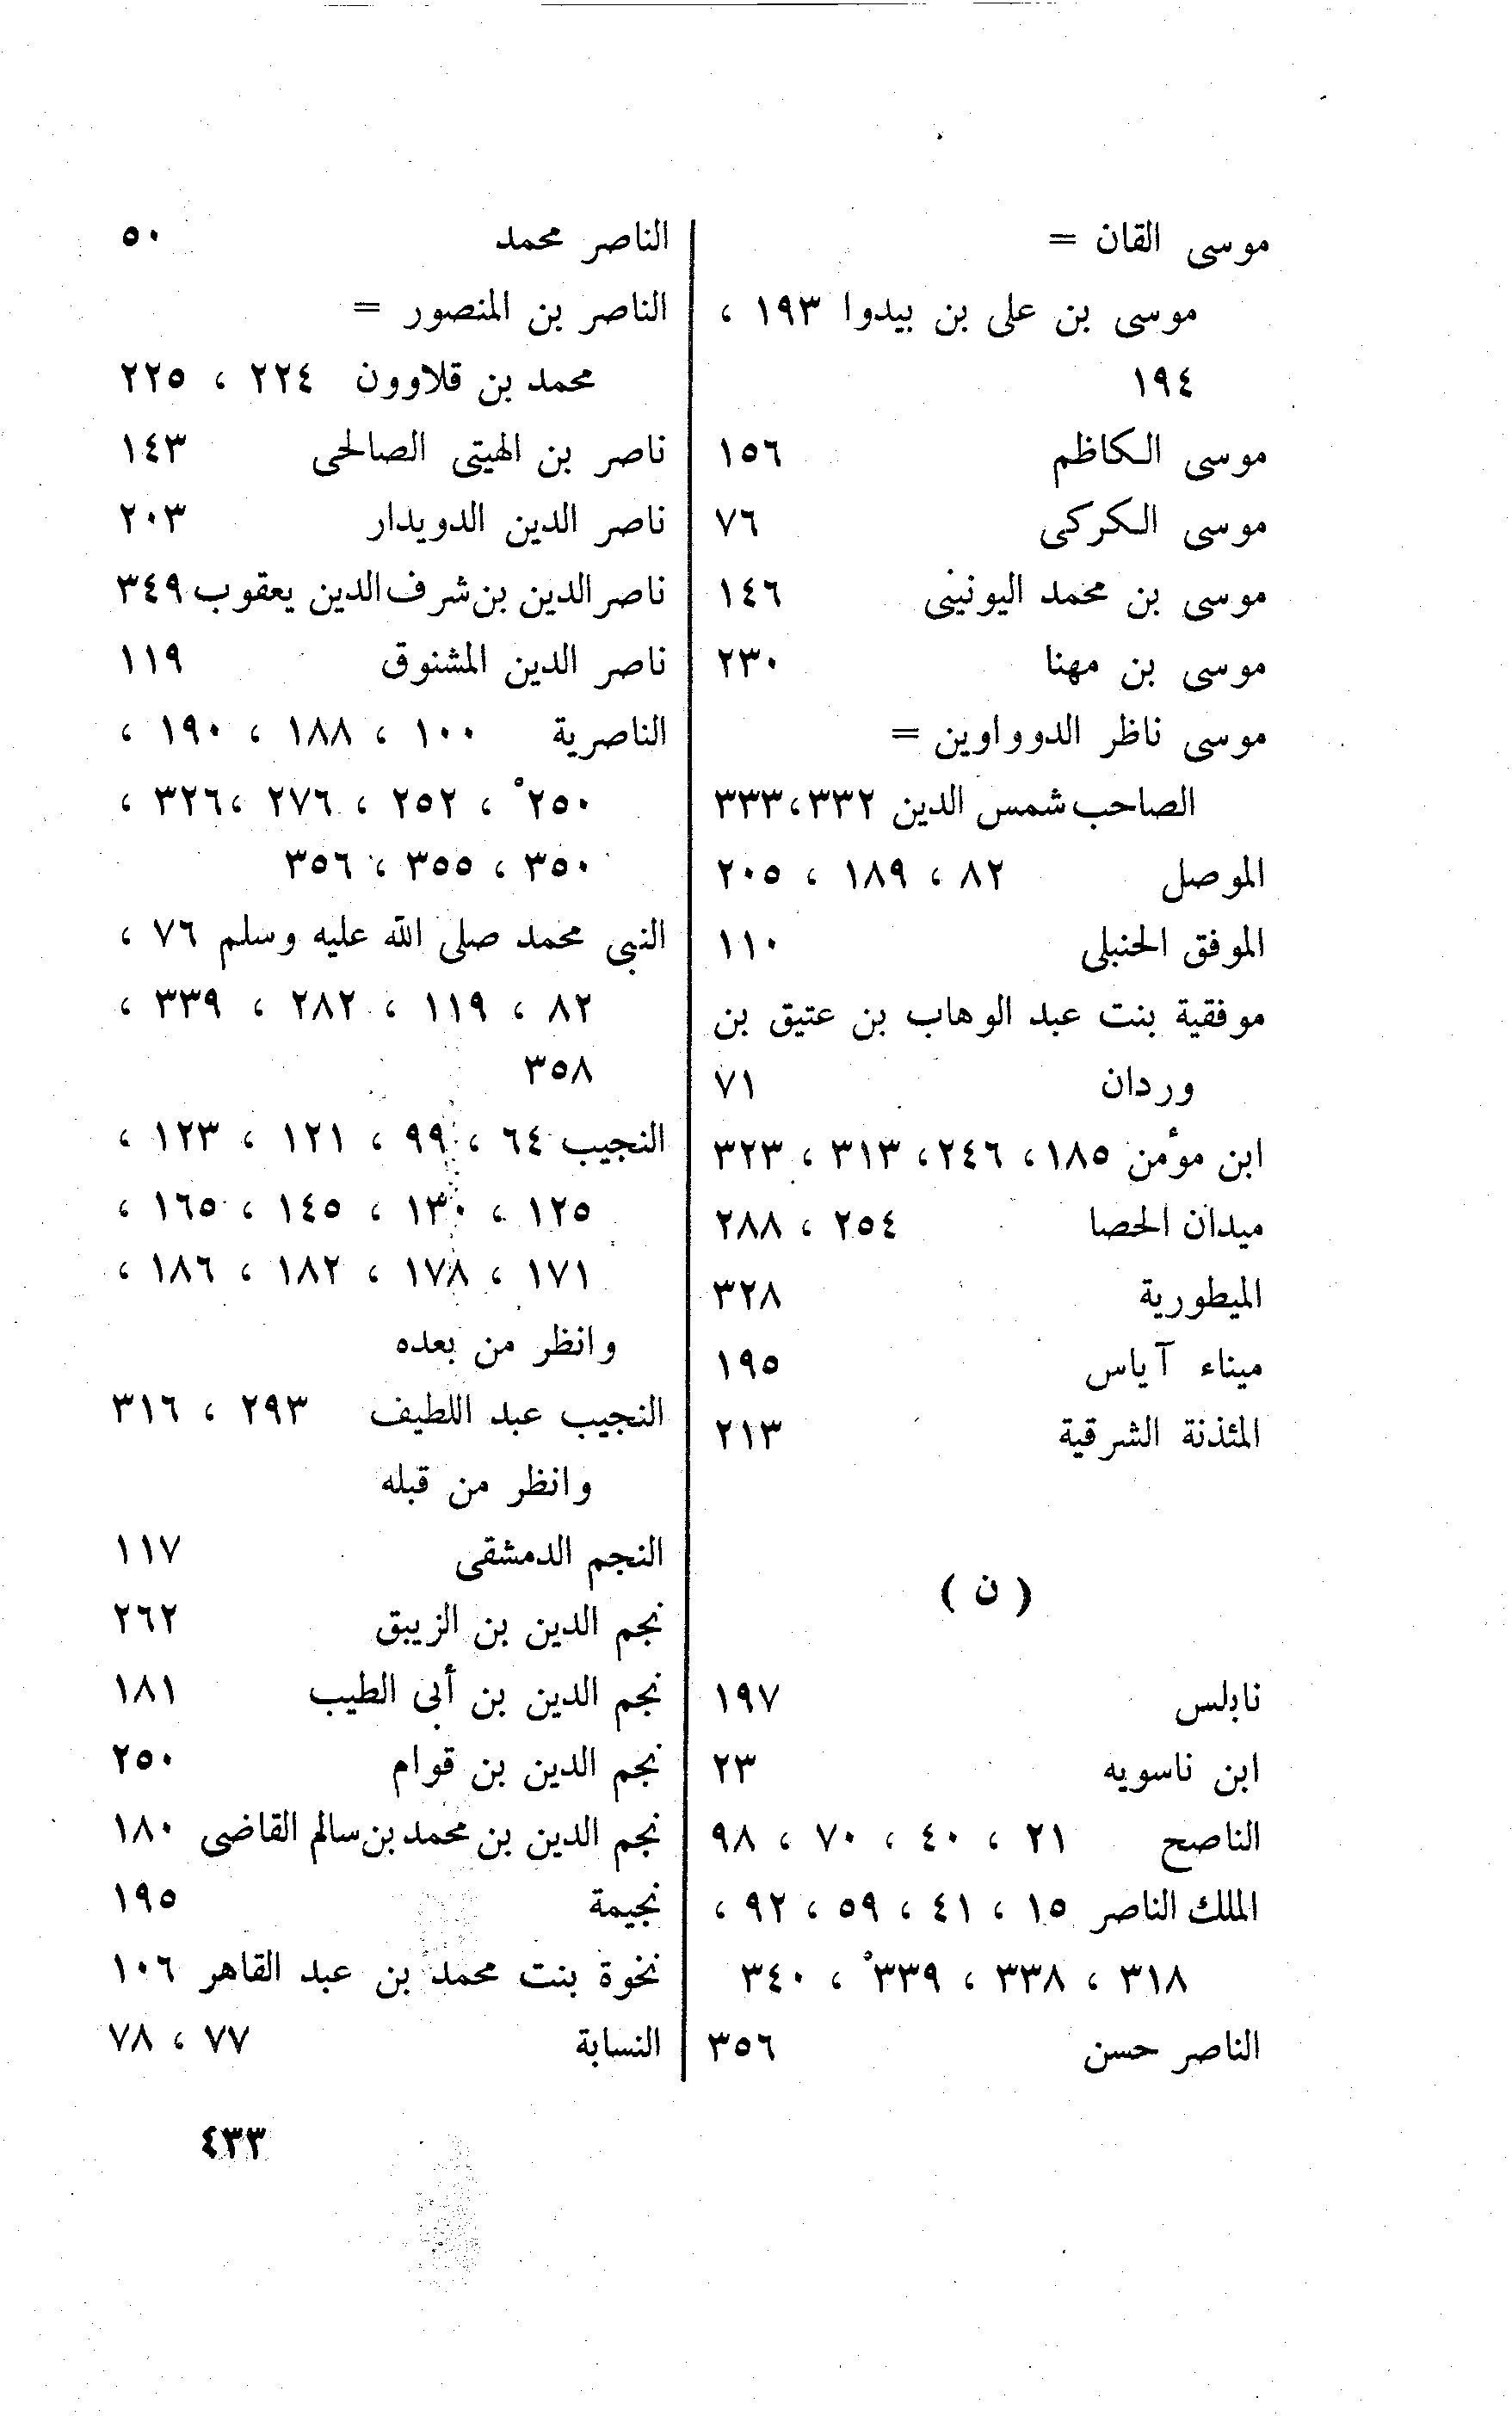 موسى القان =
موسى بن على بن بيدوا ١٩٣ ،
١٩٤
موسى الكاظم ١٥٦
موسى الكركى ٧٦
موسى بن محمد اليونينى ١٤٦
موسى بن مهنا ٢٣٠
موسى ناظر الدوواوين =
الصاحب شمس الدين ٣٣٢ ، ٣٣٣
الموصل ٨٢ ، ١٨٩ ، ٢٠٥
الموفق الحنبلى ١١٠
موفقية بنت عبد الوهاب بن عتيق بن
وردان ٧١
ابن مؤمن ١٨٥ ، ٢٤٦ ، ٣١٣ ، ٣٢٣
ميدان الحصا ٢٥٤ ، ٢٨٨
الميطورية ٣٢٨
ميناء آياس ١٩٥
المئذنة الشرقية ٢١٣
( ن )
نابلس ١٩٧
ابن ناسويه ٢٣
الناصح ٢١ ، ٤٠ ، ٧٠ ، ٩٨
الملك الناصر ١٥ ، ٤١ ، ٥٩ ، ٩٢ ،
٣١٨ ، ٣٣٨ ، ٣٣٩ْ ، ٣٤٠
الناصر حسن ٣٥٦
الناصر محمد ٥٠
الناصر بن المنصور =
محمد بن قلاوون ٢٢٤ ، ٢٢٥
ناصر بن الهيتى الصالحى ١٤٣
ناصر الدين الدويدار ٢٠٣
ناصر الدين بن شرف الدين يعقوب ٣٤٩
ناصر الدين المشنوق ١١٩
الناصرية ١٠٠ ، ١٨٨ ، ١٩٠ ،
٢٥٠ْ ، ٢٥٢ ، ٢٧٦ ، ٣٢٦ ،
٣٥٠ ، ٣٥٥ ، ٣٥٦
النبى محمد صلى الله عليه وسلم ٧٦ ،
٨٢ ، ١١٩ ، ٢٨٢ ، ٣٣٩ ،
٣٥٨
النجيب ٦٤ ، ٩٩ ، ١٢١ ، ١٢٣ ،
١٢٥ ، ١٣٠ ، ١٤٥ ، ١٦٥ ،
١٧١ ، ١٧٨ ، ١٨٢ ، ١٨٦ ،
وانظر من بعده
النجيب عبد اللطيف ٢٩٣ ، ٣١٦
وانظر من قبله
النجم الدمشقى ١١٧
نجم الدين بن الزيبق ٢٦٢
نجم الدين بن أبى الطيب ١٨١
نجم الدين بن قوام ٢٥٠
نجم الدين بن محمد بن سالم القاضى ١٨٠
نجيمة ١٩٥
نخوة بنت محمد بن عبد القاهر ١٠٦
النسابة ٧٧ ، ٧٨
٤٣٣